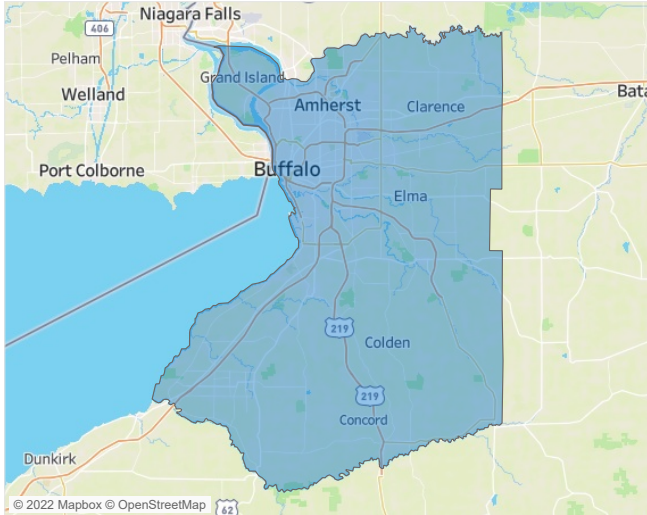 Niagara Falls
406
Pelham
Grand Island
Welland
Amherst
Clarence
Bata
Port Colborne
Buffalo
Elma
219
Colden
219
Concord
Dunkirk
© 2022 Mapbox © OpenStreetMap
62